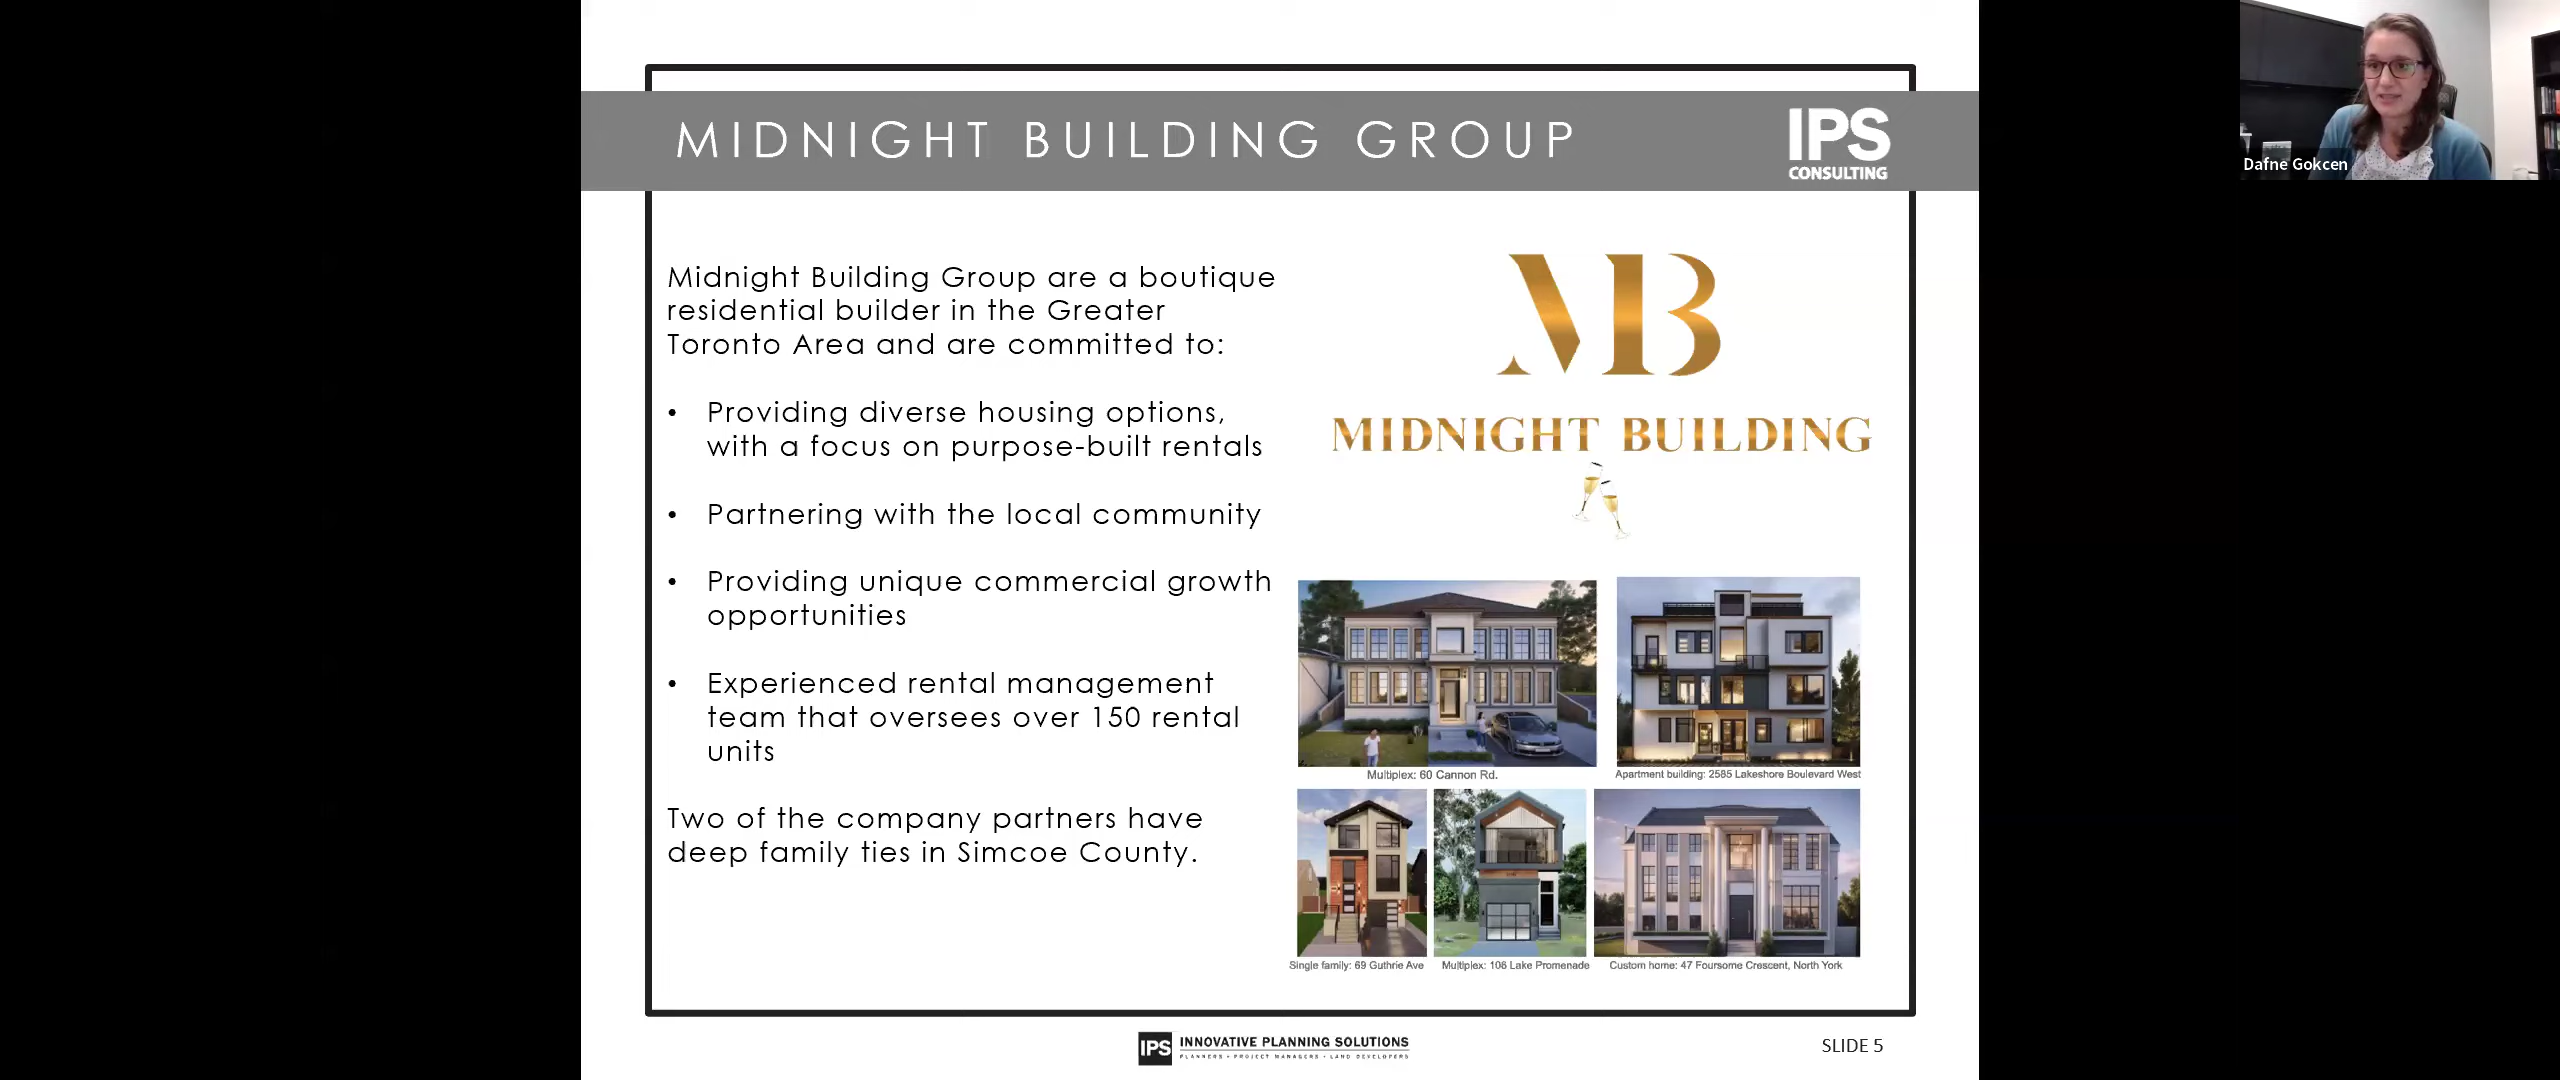 MIDNIGHT BUILDING GROUP
IPS
CONSULTING
Dafne Gokcen
Midnight Building Group are a boutique
residential builder in the Greater
Toronto Area and are committed to:
• Providing diverse housing options,
with a focus on purpose-built rentals
• Partnering with the local community
• Providing unique commercial growth
opportunities
• Experienced rental management
team that oversees over 150 rental
units
Two of the company partners have
deep family ties in Simcoe County.
MB
MIDNIGHT BUILDING
Multiplex: 60 Cannon Rd.
Apartment building: 2585 Lakeshore Boulevard West
Single family: 69 Guthrie Ave
Multiplex: 108 Lake Promenade
Custom home: 47 Foursome Crescent, North York
IPS INNOVATIVE PLANNING SOLUTIONS
PLANNERS • PROJECT MANAGERS • LAND DEVELOPERS
SLIDE 5